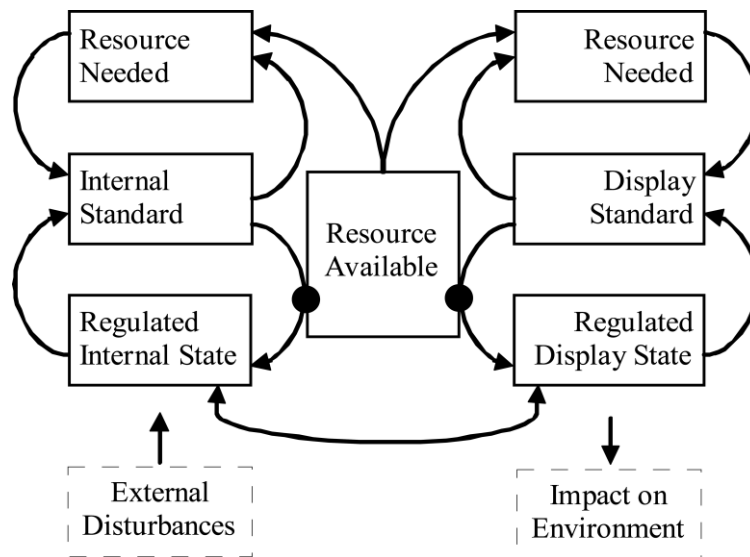 Resource
Needed
Resource
Needed
Internal
Standard
Resource
Available
Display
Standard
Regulated
Internal State
Regulated
Display State
External
Disturbances
Impact on
Environment